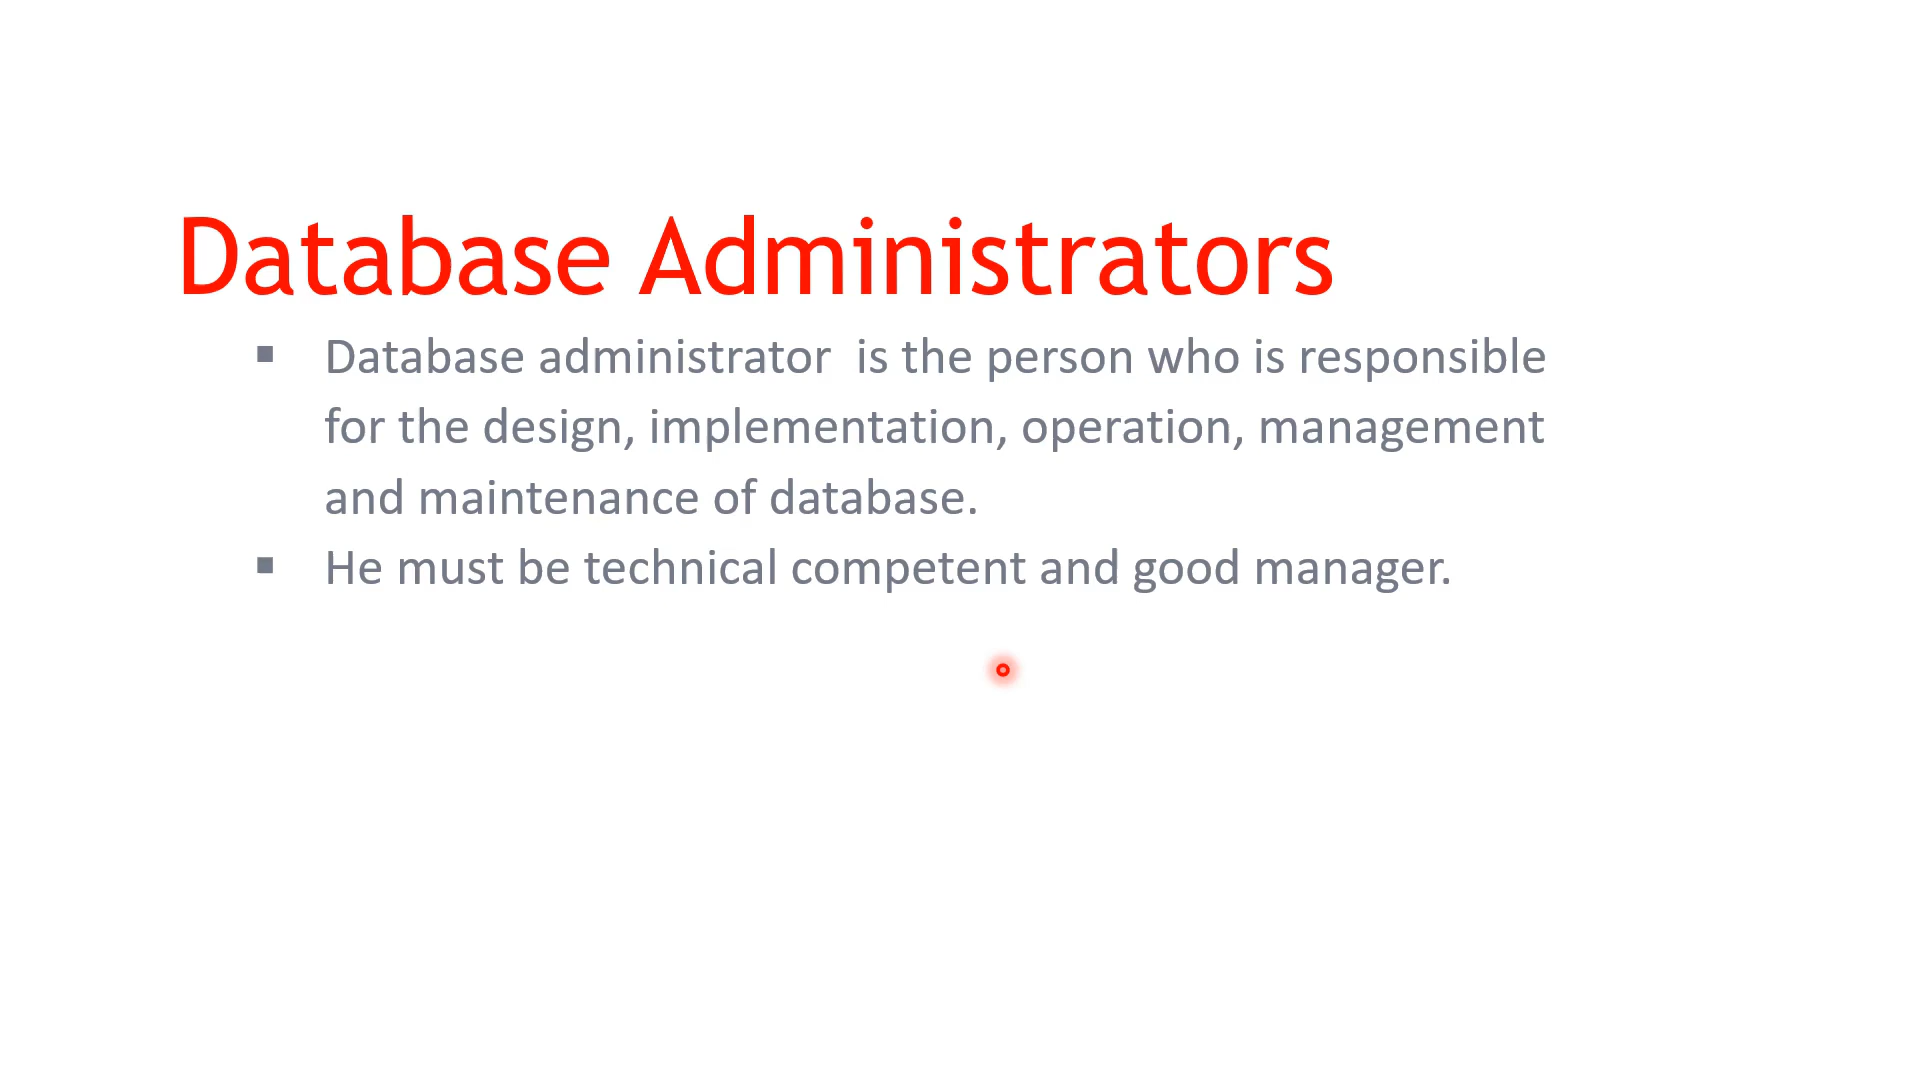 Database Administrators
▪ Database administrator  is the person who is responsible
for the design, implementation, operation, management
and maintenance of database.
▪ He must be technical competent and good manager.